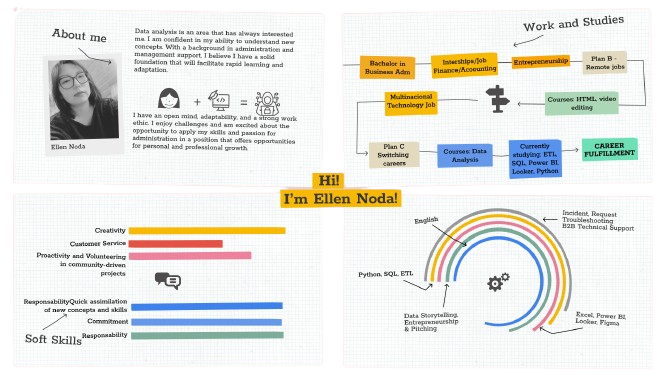 About me
Data analysis is an area that has always interested
me. I am confident in my ability to understand new
concepts. With a background in administration and
management support, I believe I have a solid
foundation that will facilitate rapid learning and
adaptation.
+
=
I have an open mind, adaptability, and a strong work
ethic. I enjoy challenges and am excited about the
opportunity to apply my skills and passion for
administration in a position that offers opportunities
for personal and professional growth.
Ellen Noda
Work and Studies
Bachelor in
Business Adm
Interships/Job
Finance/Acounting
Entrepreneurship
Plan B -
Remote jobs
Multinacional
Technology Job
Courses: HTML, video
editing
Plan C
Switching
careers
Courses: Data
Analysis
Currently
studying: ETL,
SQL, Power BI,
Looker, Python
CAREER
FULFILLMENT
Hi!
I'm Ellen Noda!
Creativity
Customer Service
Proactivity and Volunteering
in community-driven
projects
ResponsabilityQuick assimilation
of new concepts and skills
Commitment
Responsability
Soft Skills
English
Incident, Request
Troubleshooting
B2B Technical Support
Python, SQL, ETL
Data Storytelling,
Entrepreneurship
& Pitching
Excel, Power BI,
Looker, Figma